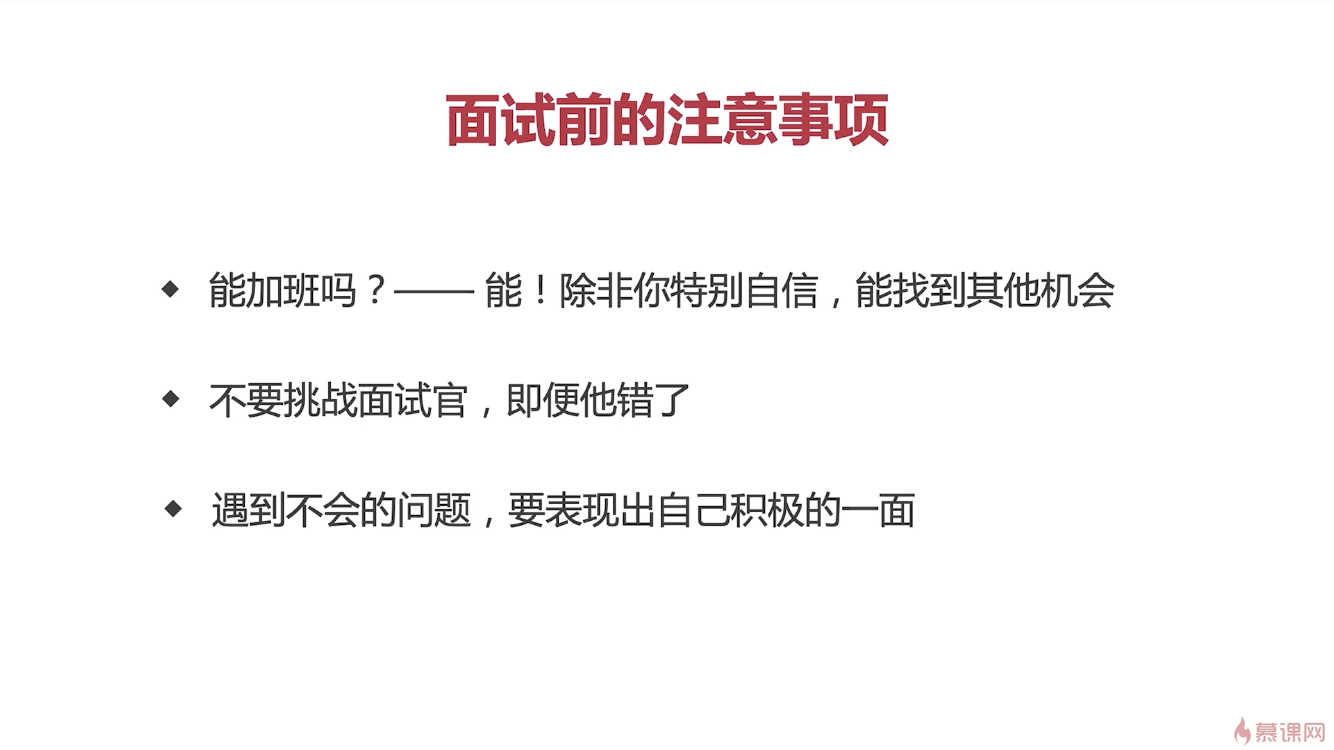 面试前的注意事项
◆ 能加班吗？—— 能！除非你特别自信，能找到其他机会
◆ 不要挑战面试官，即便他错了
◆ 遇到不会的问题，要表现出自己积极的一面
慕课网